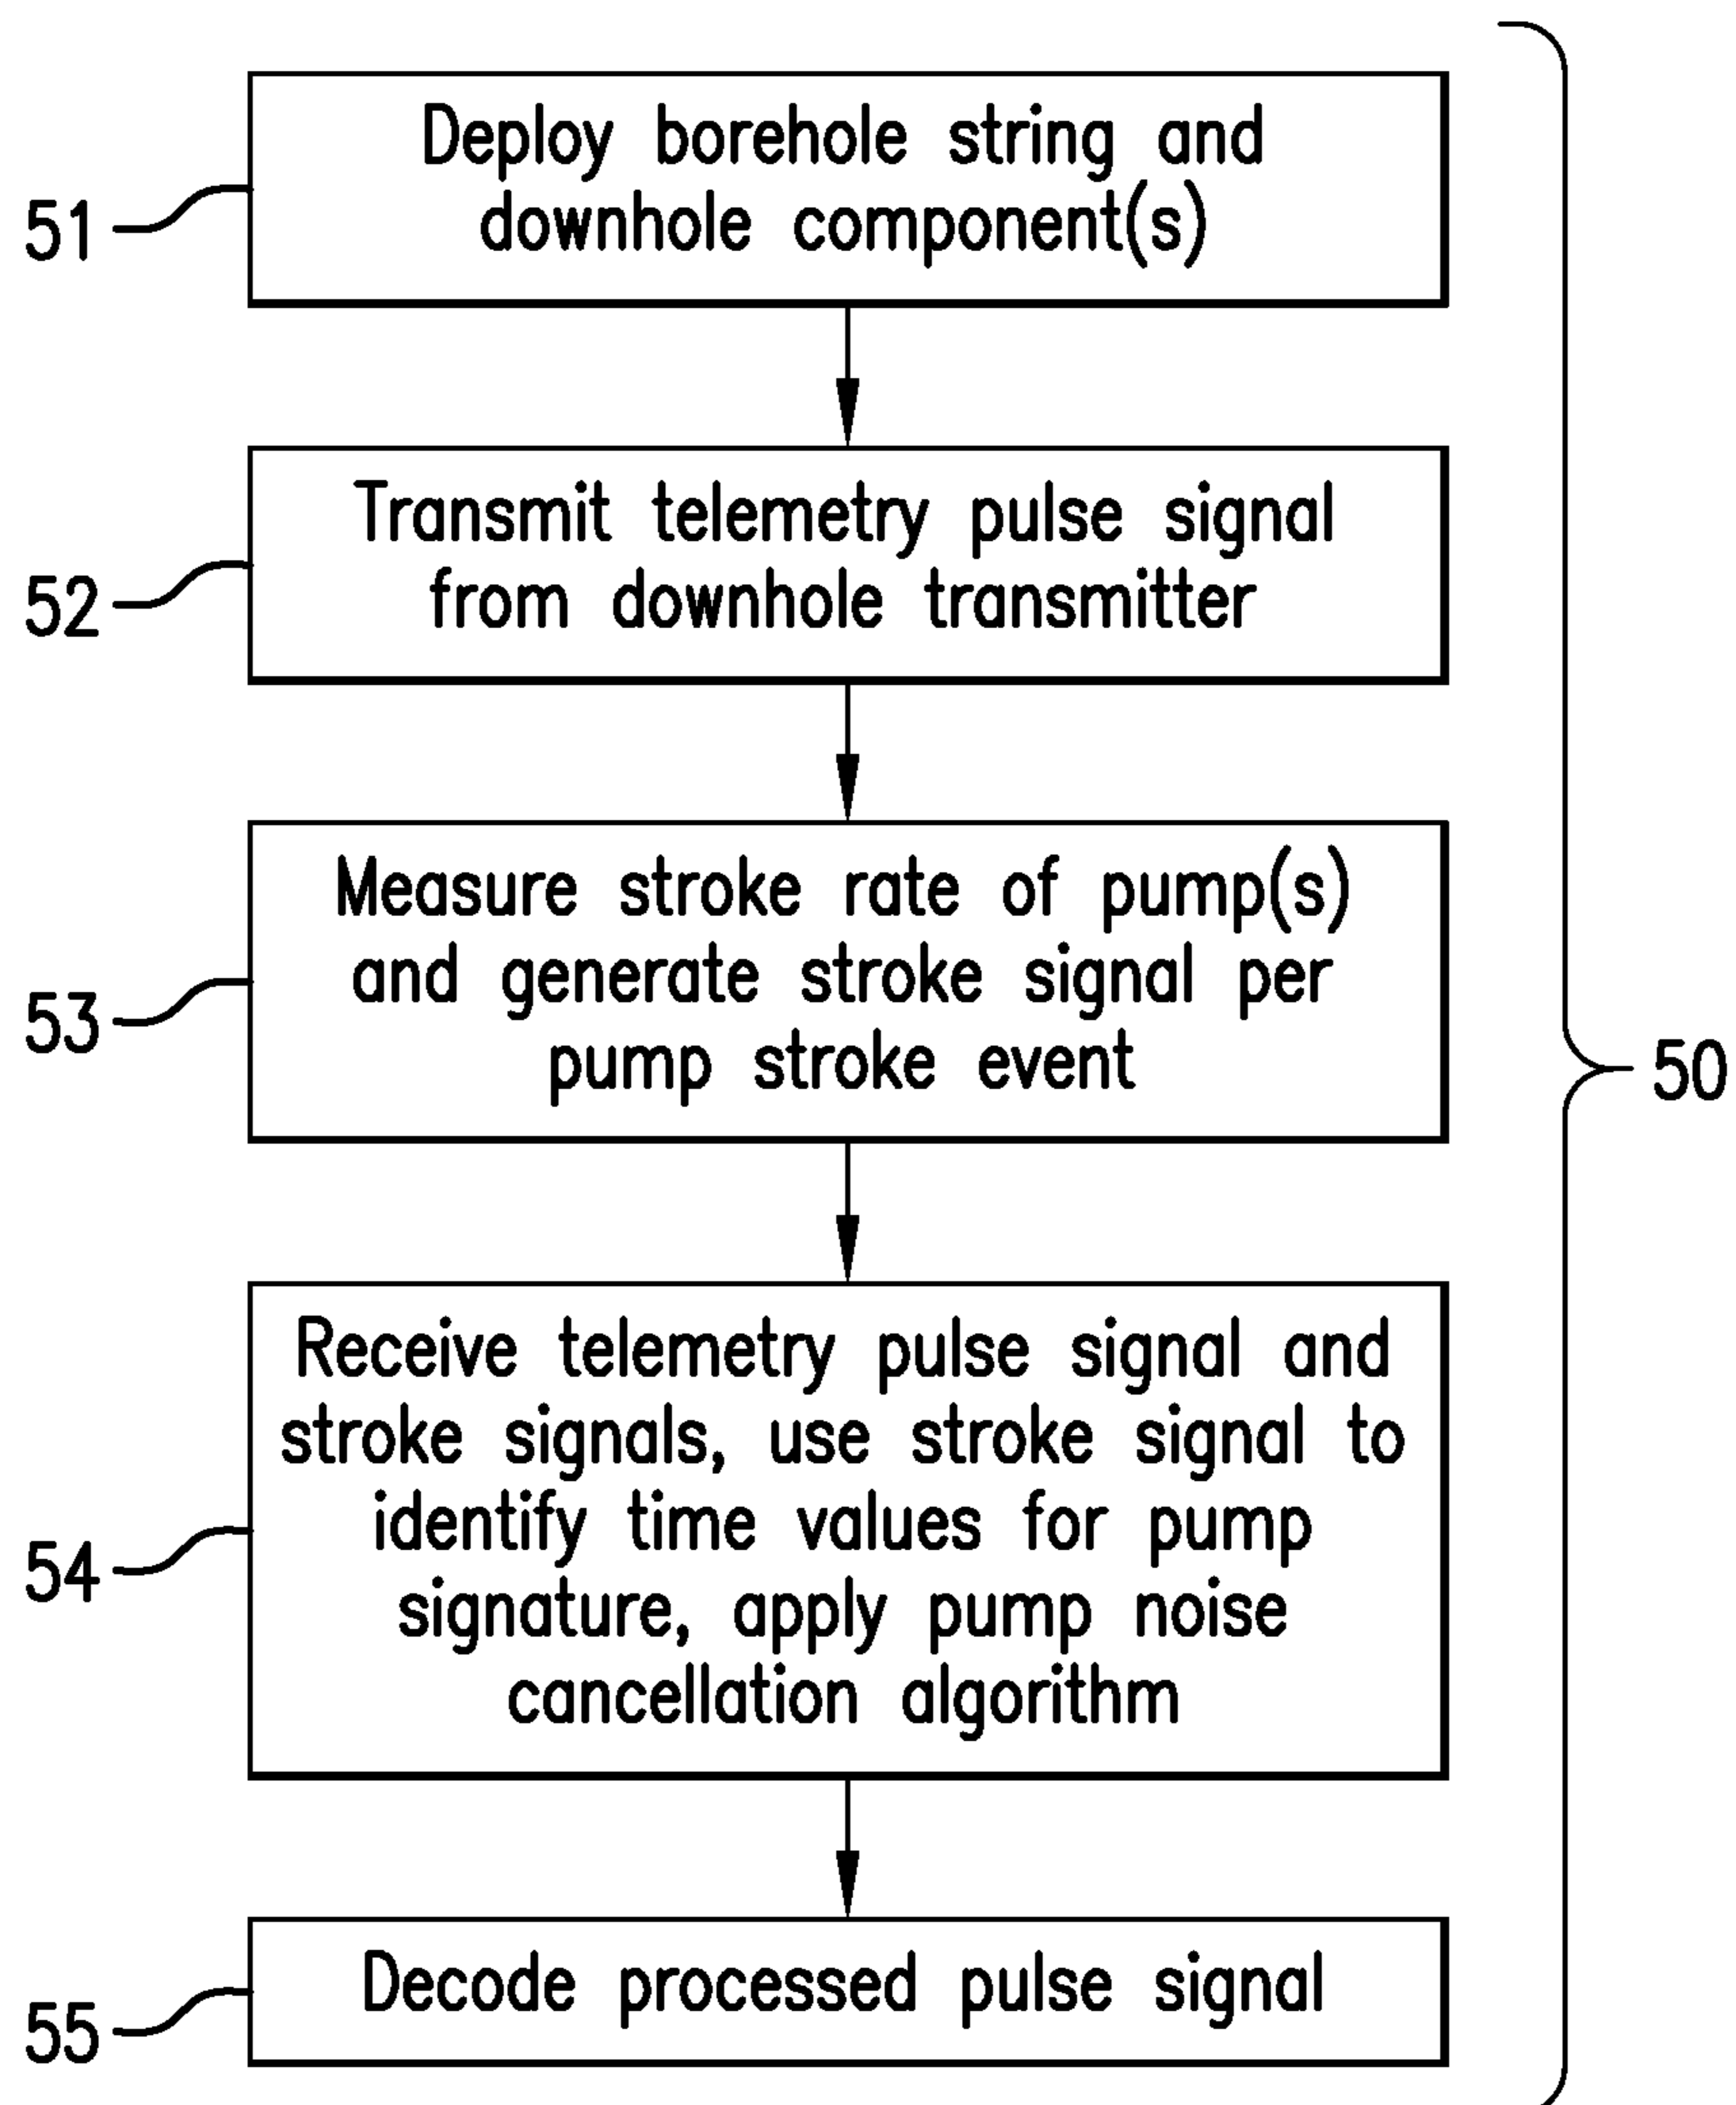 Deploy borehole string and
downhole component(s)
51
Transmit telemetry pulse signal
from downhole transmitter
52
Measure stroke rate of pump(s)
and generate stroke signal per
pump stroke event
53
50
Receive telemetry pulse signal and
stroke signals, use stroke signal to
identify time values for pump
signature, apply pump noise
cancellation algorithm
54
Decode processed pulse signal
55